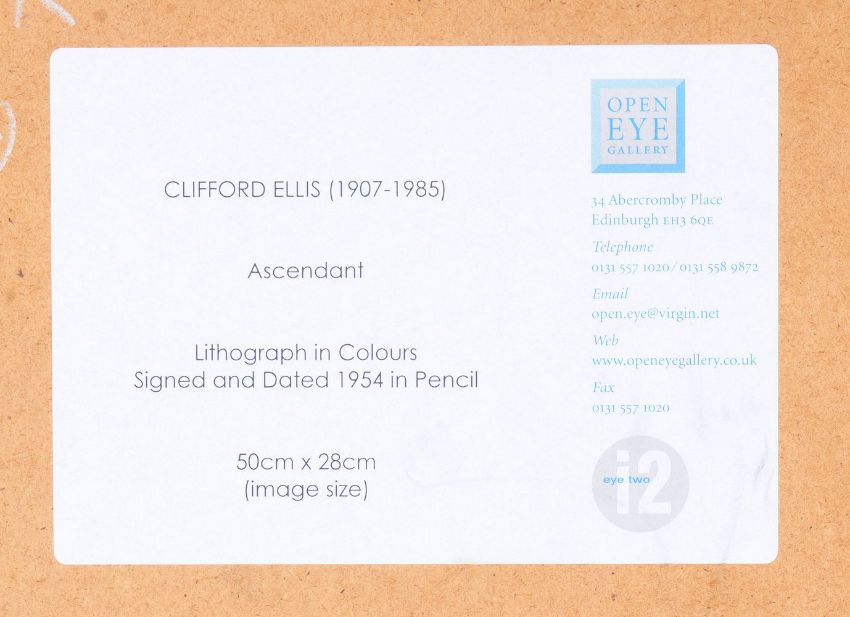 CLIFFORD ELLIS (1907-1985)
Ascendant
Lithograph in Colours
Signed and Dated 1954 in Pencil
50cm x 28cm
(image size)
OPEN
EYE
GALLERY
34 Abercromby Place
Edinburgh EH3 6QE
Telephone
0131 557 1020/0131 558 9872
Email
open.eye@virgin.net
Web
www.openeyegallery.co.uk
Fax
0131 557 1020
i2
eye two